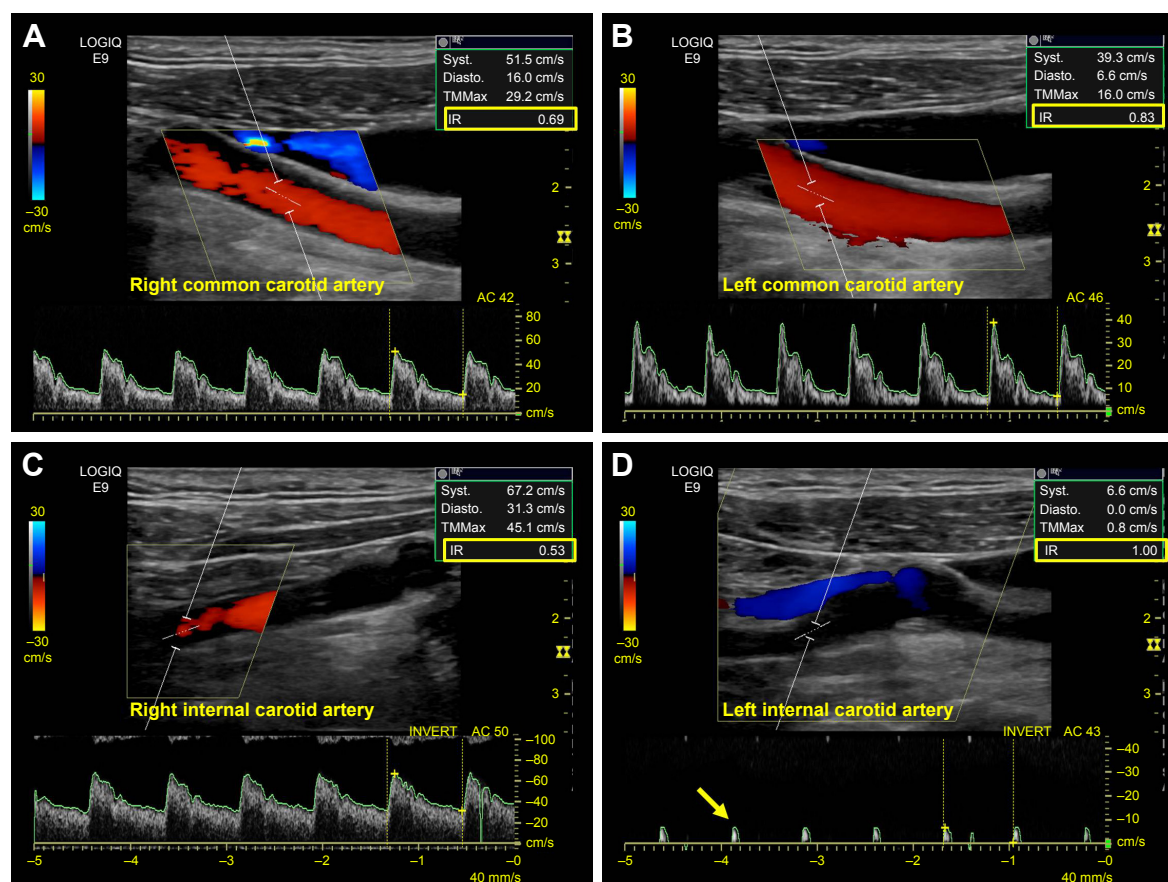 A
LOGIQ
E9
Syst. 51.5 cm/s
Diasto. 16.0 cm/s
TMMax 29.2 cm/s
IR 0.69
30
–30
cm/s
2
3
Right common carotid artery
AC 42
80
60
40
20
cm/s
B
LOGIQ
E9
Syst. 39.3 cm/s
Diasto. 6.6 cm/s
TMMax 16.0 cm/s
IR 0.83
30
–30
cm/s
2
3
Left common carotid artery
AC 46
40
30
20
10
cm/s
C
LOGIQ
E9
Syst. 67.2 cm/s
Diasto. 31.3 cm/s
TMMax 45.1 cm/s
IR 0.53
30
–30
cm/s
2
3
Right internal carotid artery
INVERT AC 50
–100
–80
–60
–40
–20
cm/s
–5 –4 –3 –2 –1 –0
40 mm/s
D
LOGIQ
E9
Syst. 6.6 cm/s
Diasto. 0.0 cm/s
TMMax 0.8 cm/s
IR 1.00
30
–30
cm/s
2
3
Left internal carotid artery
INVERT AC 43
–40
–30
–20
–10
cm/s
–5 –4 –3 –2 –1 –0
40 mm/s